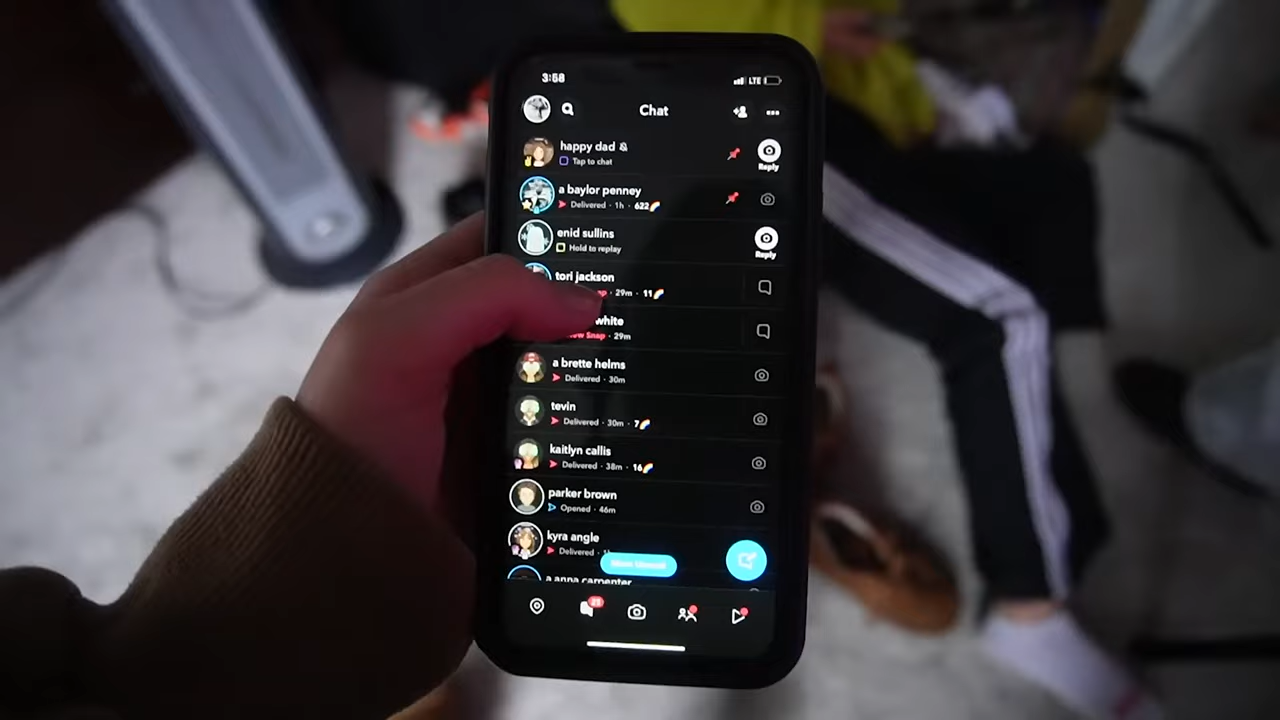 3:58
LTE
Chat
happy dad &
Tap to chat
Reply
a baylor penney
Delivered · 1h · 622🌈
enid sullins
Hold to replay
Reply
tori jackson
· 29m · 11🌈
white
Snap · 29m
a brette helms
Delivered · 30m
tevin
Delivered · 30m · 7🌈
kaitlyn callis
Delivered · 38m · 16🌈
parker brown
Opened · 46m
kyra angle
Delivered ·
a anna carpenter